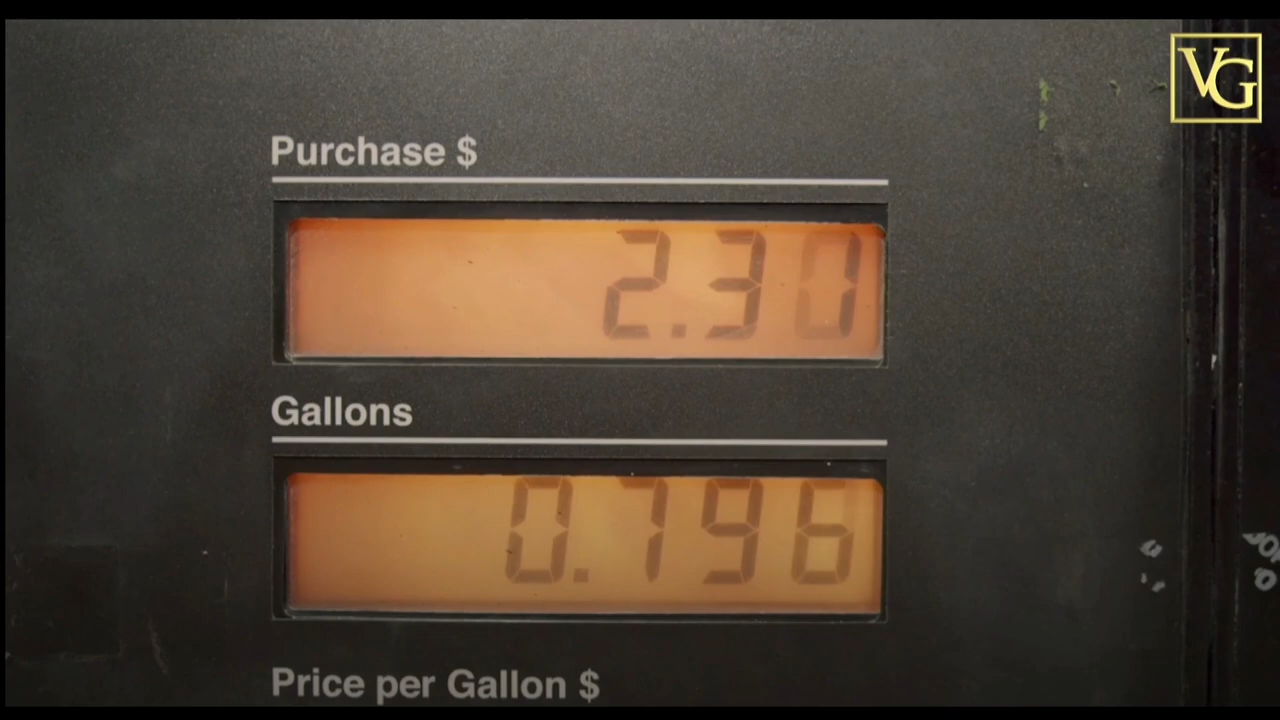 VG
Purchase $
2.30
Gallons
0.796
Price per Gallon $